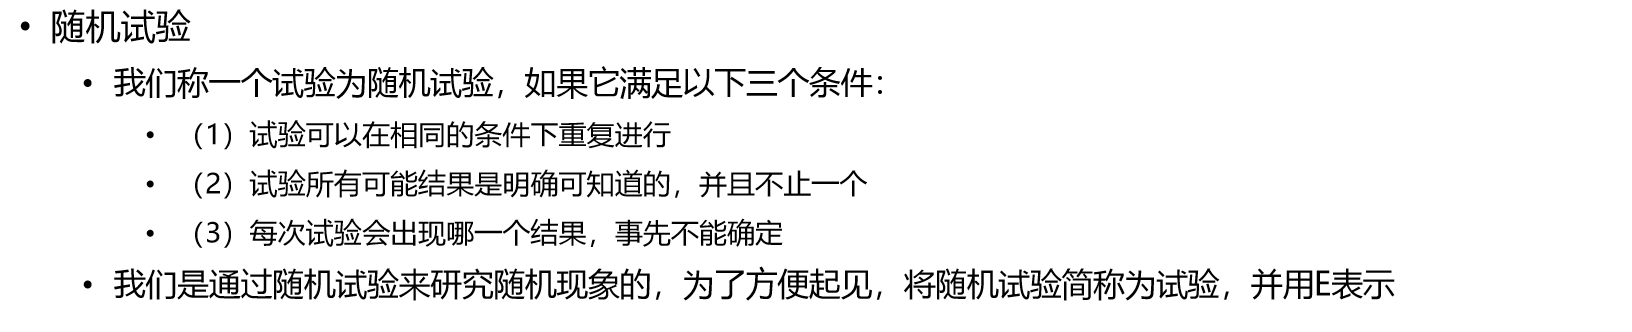 • 随机试验
• 我们称一个试验为随机试验，如果它满足以下三个条件：
• （1）试验可以在相同的条件下重复进行
• （2）试验所有可能结果是明确可知道的，并且不止一个
• （3）每次试验会出现哪一个结果，事先不能确定
• 我们是通过随机试验来研究随机现象的，为了方便起见，将随机试验简称为试验，并用E表示